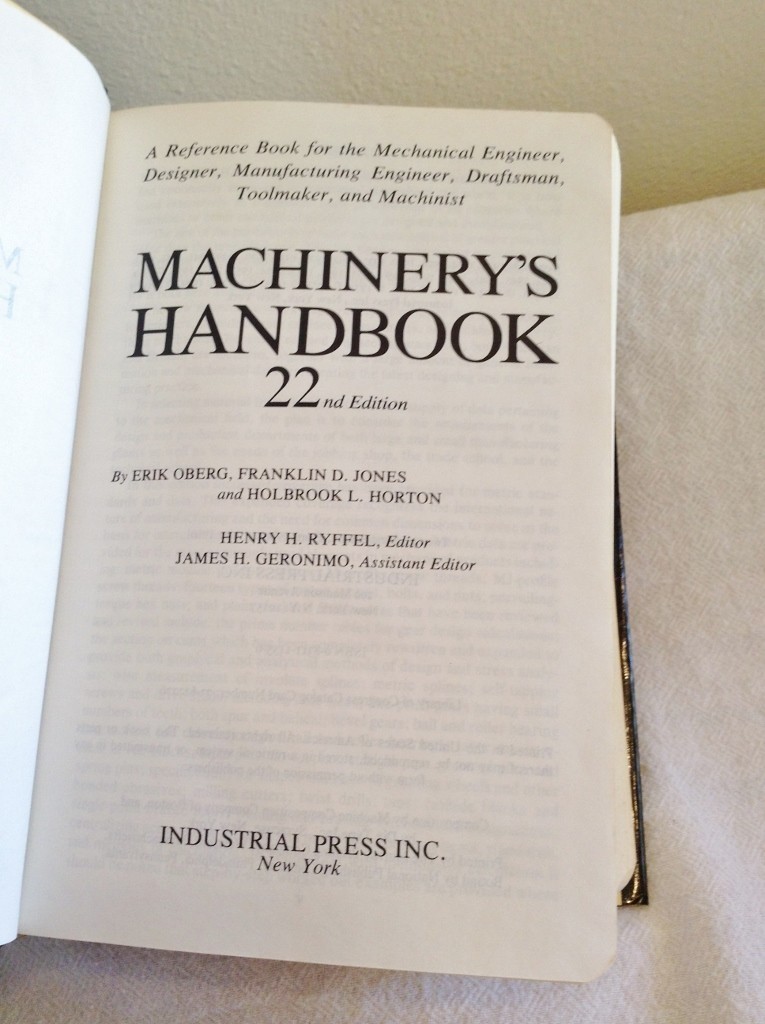 A Reference Book for the Mechanical Engineer,
Designer, Manufacturing Engineer, Draftsman,
Toolmaker, and Machinist
MACHINERY'S
HANDBOOK
22nd Edition
By ERIK OBERG, FRANKLIN D. JONES
and HOLBROOK L. HORTON
HENRY H. RYFFEL, Editor
JAMES H. GERONIMO, Assistant Editor
INDUSTRIAL PRESS INC.
New York